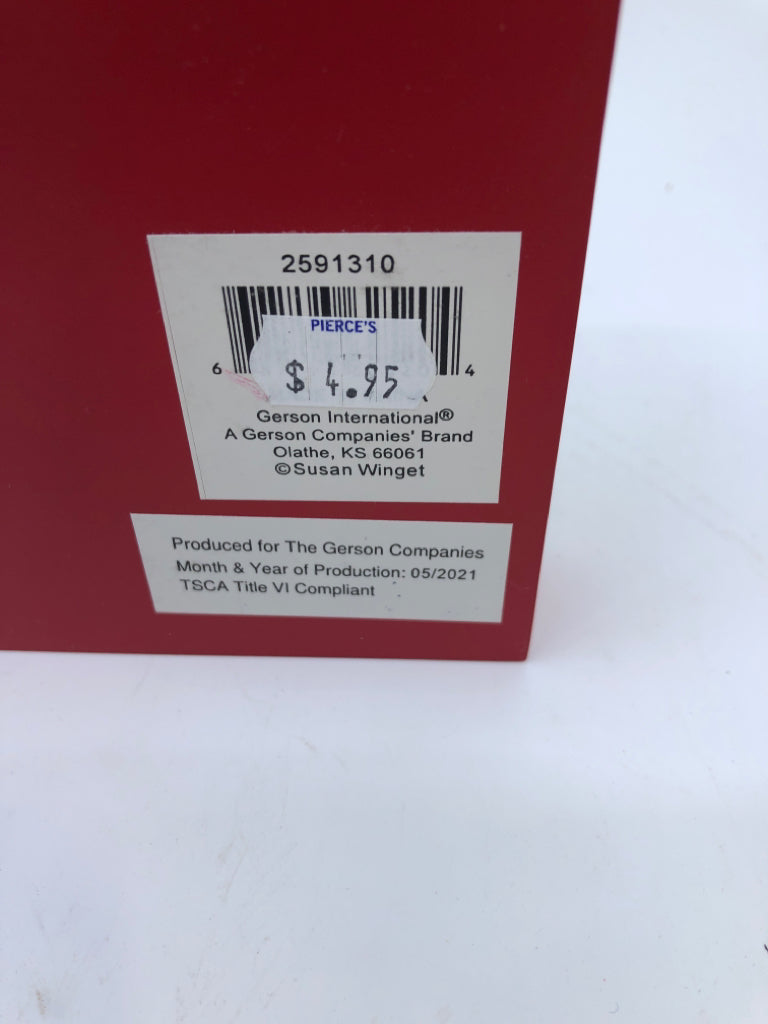 2591310
PIERCE'S
6 4
$ 4.95
Gerson International®
A Gerson Companies' Brand
Olathe, KS 66061
©Susan Winget
Produced for The Gerson Companies
Month & Year of Production: 05/2021
TSCA Title VI Compliant